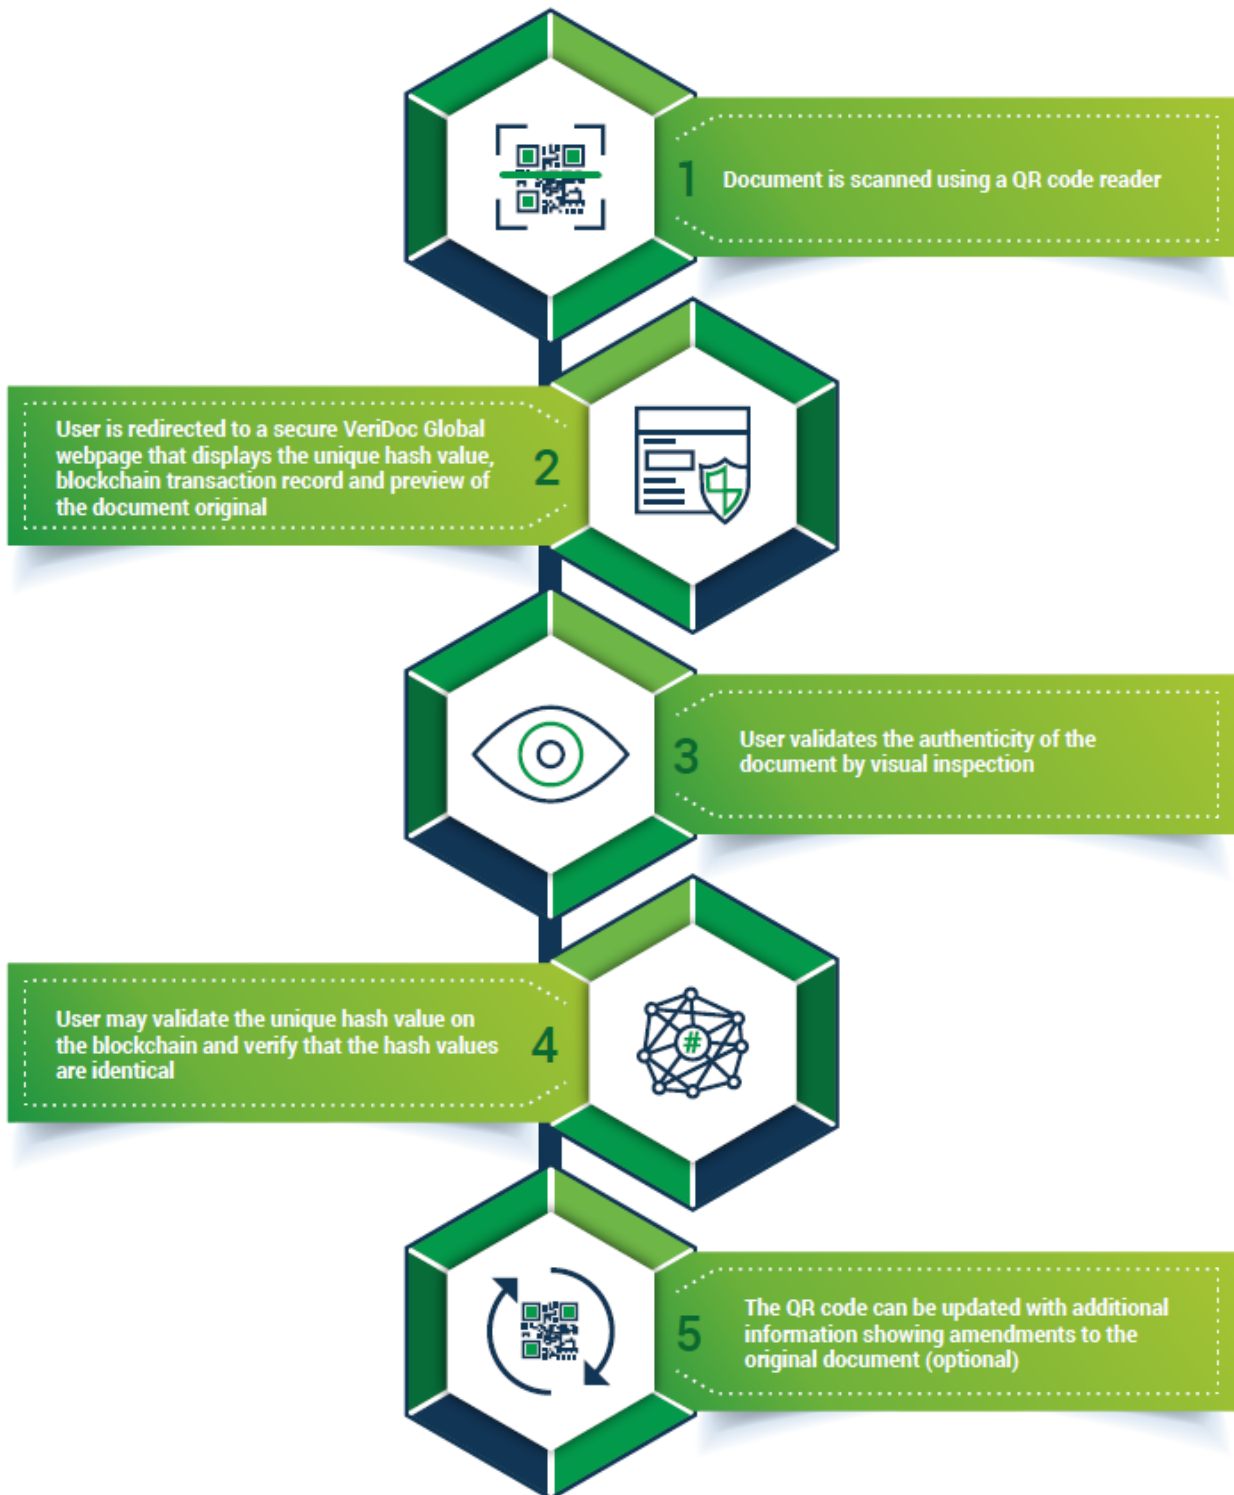 1
Document is scanned using a QR code reader
User is redirected to a secure VeriDoc Global
webpage that displays the unique hash value,
blockchain transaction record and preview of
the document original
2
3
User validates the authenticity of the
document by visual inspection
User may validate the unique hash value on
the blockchain and verify that the hash values
are identical
4
#
5
The QR code can be updated with additional
information showing amendments to the
original document (optional)